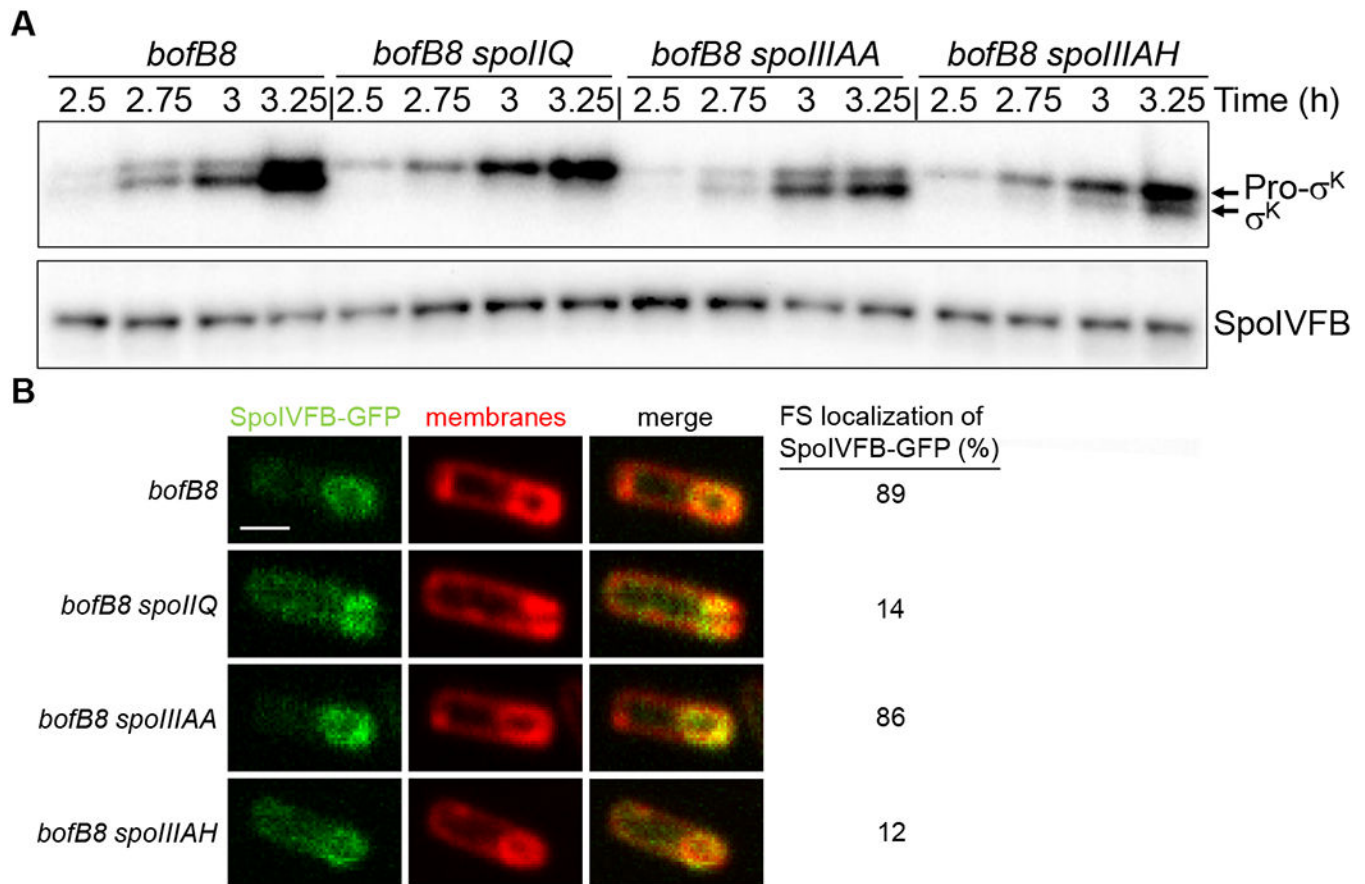 A
bofB8 bofB8 spoIIQ bofB8 spoIIIAA bofB8 spoIIIAH
2.5 2.75 3 3.25 2.5 2.75 3 3.25 2.5 2.75 3 3.25 2.5 2.75 3 3.25 Time (h)
Pro-σᴷ
σᴷ
SpoIVFB
B
SpoIVFB-GFP membranes merge FS localization of
SpoIVFB-GFP (%)
bofB8 89
bofB8 spoIIQ 14
bofB8 spoIIIAA 86
bofB8 spoIIIAH 12